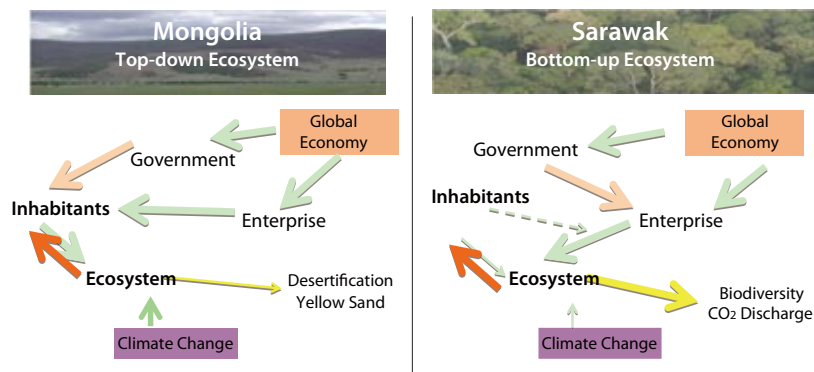 Mongolia
Top-down Ecosystem
Global
Economy
Government
Inhabitants
Enterprise
Ecosystem
Desertification
Yellow Sand
Climate Change
Sarawak
Bottom-up Ecosystem
Global
Economy
Government
Inhabitants
Enterprise
Ecosystem
Biodiversity
CO2 Discharge
Climate Change